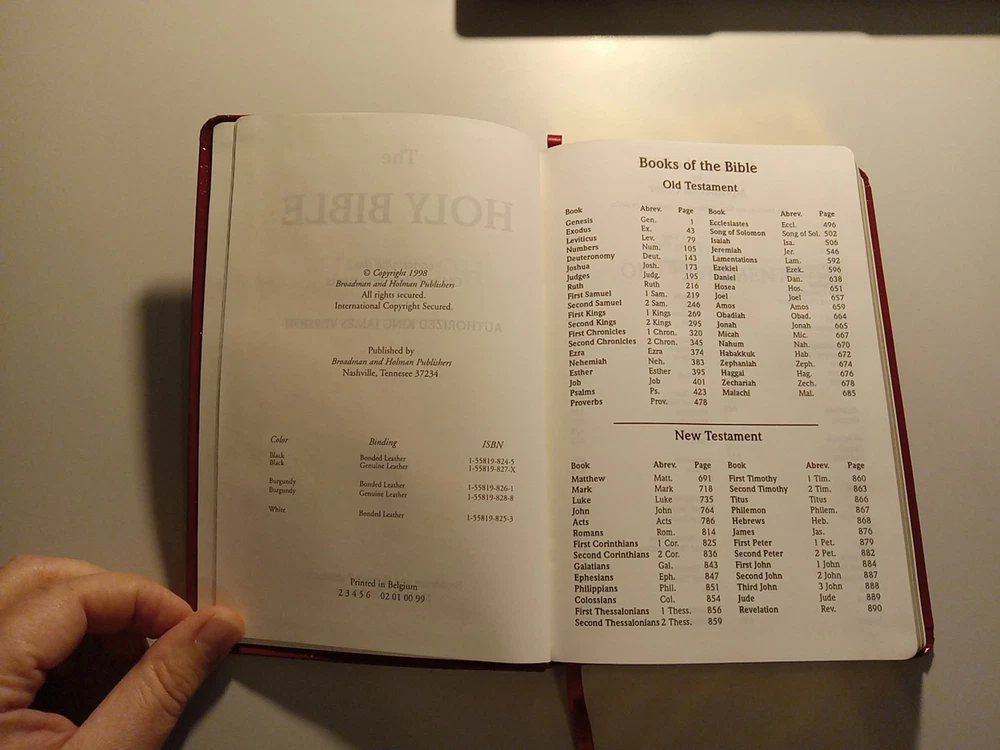 © Copyright 1998
Broadman and Holman Publishers
All rights secured.
International Copyright Secured.
Published by
Broadman and Holman Publishers
Nashville, Tennesee 37234
Color Binding ISBN
Black Bonded Leather 1-55819-824-5
Black Genuine Leather 1-55819-827-X
Burgundy Bonded Leather 1-55819-826-1
Burgundy Genuine Leather 1-55819-828-8
White Bonded Leather 1-55819-825-3
Printed in Belgium
2 3 4 5 6 02 01 00 99
The
HOLY BIBLE
AUTHORIZED KING JAMES VERSION
Books of the Bible
Old Testament
Book Abrev. Page Book Abrev. Page
Genesis Gen. 1 Ecclesiastes Eccl. 496
Exodus Ex. 43 Song of Solomon Song of Sol. 502
Leviticus Lev. 79 Isaiah Isa. 506
Numbers Num. 105 Jeremiah Jer. 546
Deuteronomy Deut. 143 Lamentations Lam. 592
Joshua Josh. 173 Ezekiel Ezek. 596
Judges Judg. 195 Daniel Dan. 638
Ruth Ruth 216 Hosea Hos. 651
First Samuel 1 Sam. 219 Joel Joel 657
Second Samuel 2 Sam. 246 Amos Amos 659
First Kings 1 Kings 269 Obadiah Obad. 664
Second Kings 2 Kings 295 Jonah Jonah 665
First Chronicles 1 Chron. 320 Micah Mic. 667
Second Chronicles 2 Chron. 345 Nahum Nah. 670
Ezra Ezra 374 Habakkuk Hab. 672
Nehemiah Neh. 383 Zephaniah Zeph. 674
Esther Esther 395 Haggai Hag. 676
Job Job 401 Zechariah Zech. 678
Psalms Ps. 423 Malachi Mal. 685
Proverbs Prov. 478
New Testament
Book Abrev. Page Book Abrev. Page
Matthew Matt. 691 First Timothy 1 Tim. 860
Mark Mark 718 Second Timothy 2 Tim. 863
Luke Luke 735 Titus Titus 866
John John 764 Philemon Philem. 867
Acts Acts 786 Hebrews Heb. 868
Romans Rom. 814 James Jas. 876
First Corinthians 1 Cor. 825 First Peter 1 Pet. 879
Second Corinthians 2 Cor. 836 Second Peter 2 Pet. 882
Galatians Gal. 843 First John 1 John 884
Ephesians Eph. 847 Second John 2 John 887
Philippians Phil. 851 Third John 3 John 888
Colossians Col. 854 Jude Jude 889
First Thessalonians 1 Thess. 856 Revelation Rev. 890
Second Thessalonians 2 Thess. 859